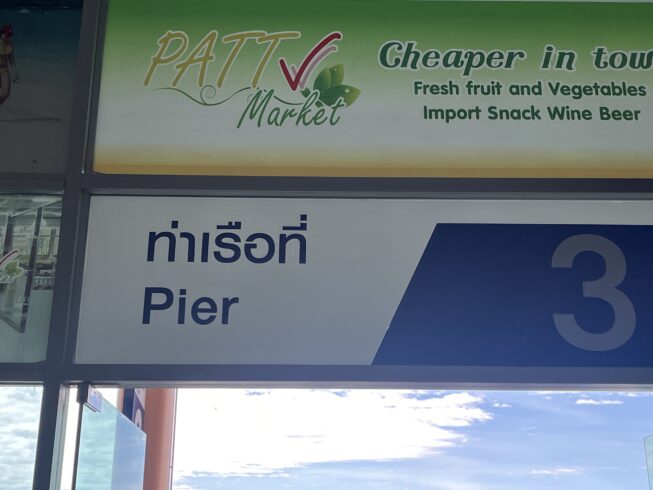 PATTY
Market
Cheaper in tow
Fresh fruit and Vegetables
Import Snack Wine Beer
ท่าเรือที่
Pier
3